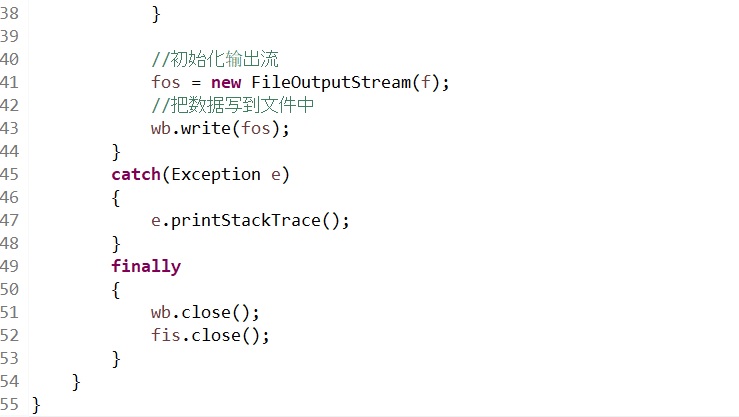 38 }
39
40 //初始化输出流
41 fos = new FileOutputStream(f);
42 //把数据写到文件中
43 wb.write(fos);
44 }
45 catch(Exception e)
46 {
47 e.printStackTrace();
48 }
49 finally
50 {
51 wb.close();
52 fis.close();
53 }
54 }
55 }